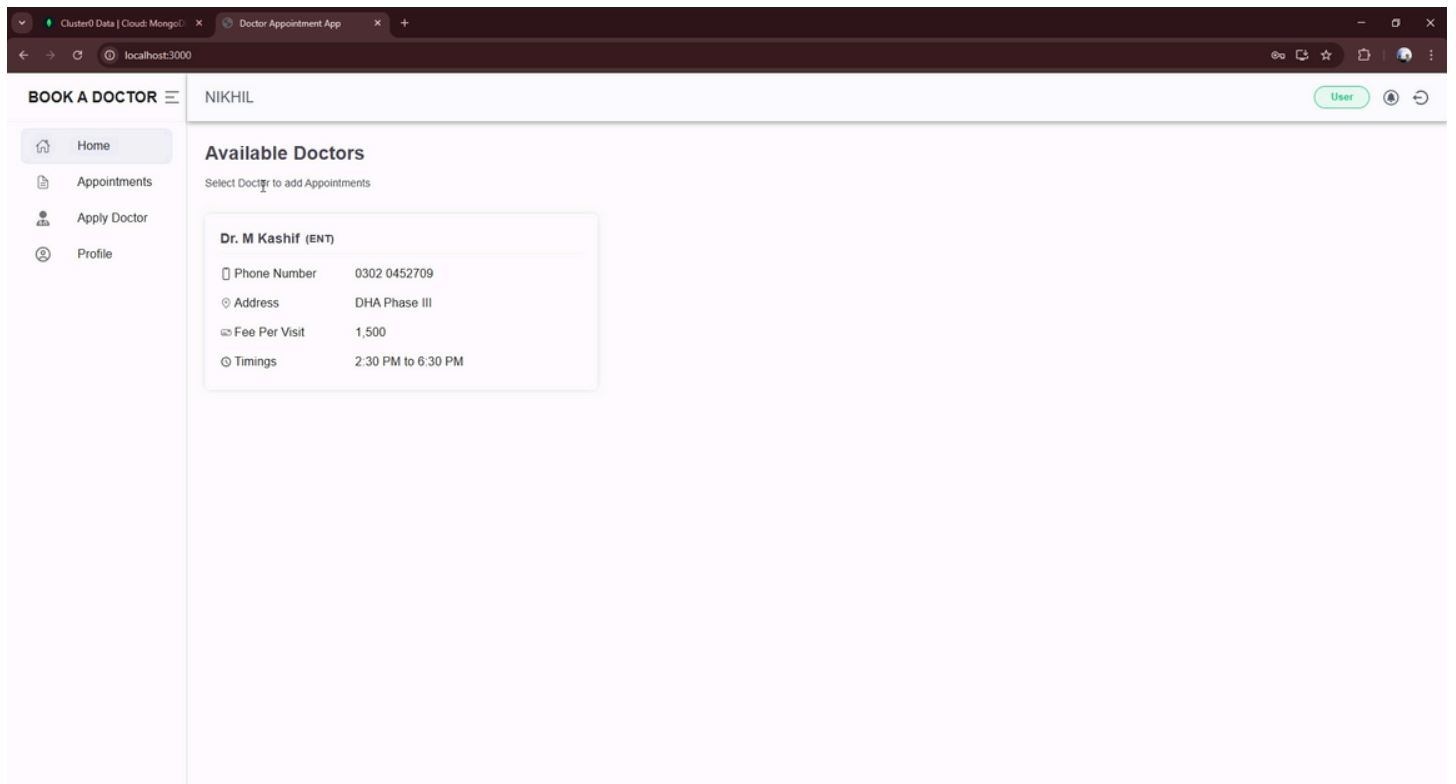 Cluster0 Data | Cloud: MongoD
Doctor Appointment App
localhost:3000
BOOK A DOCTOR
NIKHIL
User
Home
Appointments
Apply Doctor
Profile
Available Doctors
Select Doctor to add Appointments
Dr. M Kashif (ENT)
Phone Number 0302 0452709
Address DHA Phase III
Fee Per Visit 1,500
Timings 2:30 PM to 6:30 PM